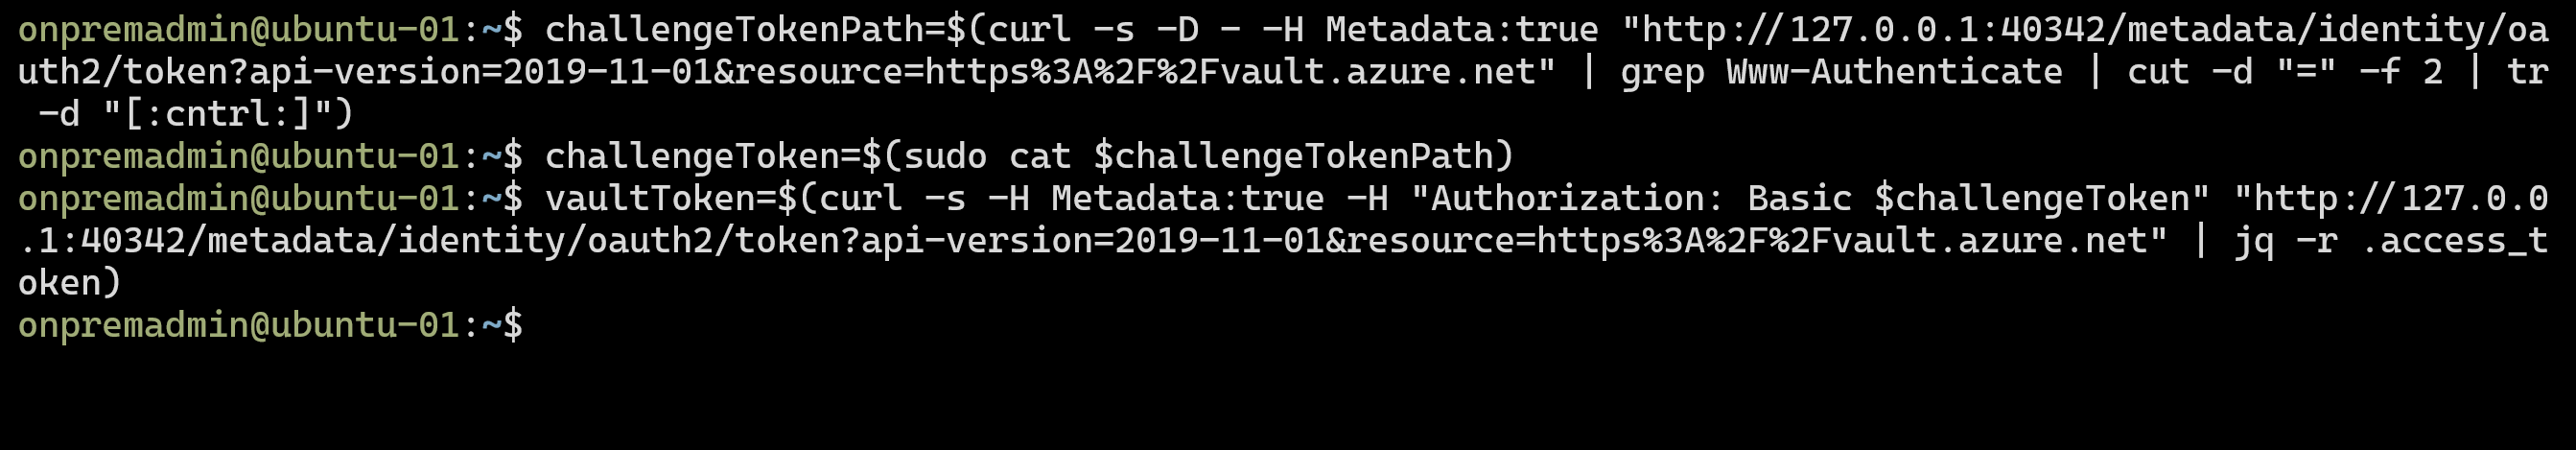 onpremadmin@ubuntu-01:~$ challengeTokenPath=$(curl -s -D - -H Metadata:true "http://127.0.0.1:40342/metadata/identity/oa
uth2/token?api-version=2019-11-01&resource=https%3A%2F%2Fvault.azure.net" | grep Www-Authenticate | cut -d "=" -f 2 | tr
 -d "[:cntrl:]")
onpremadmin@ubuntu-01:~$ challengeToken=$(sudo cat $challengeTokenPath)
onpremadmin@ubuntu-01:~$ vaultToken=$(curl -s -H Metadata:true -H "Authorization: Basic $challengeToken" "http://127.0.0
.1:40342/metadata/identity/oauth2/token?api-version=2019-11-01&resource=https%3A%2F%2Fvault.azure.net" | jq -r .access_t
oken)
onpremadmin@ubuntu-01:~$